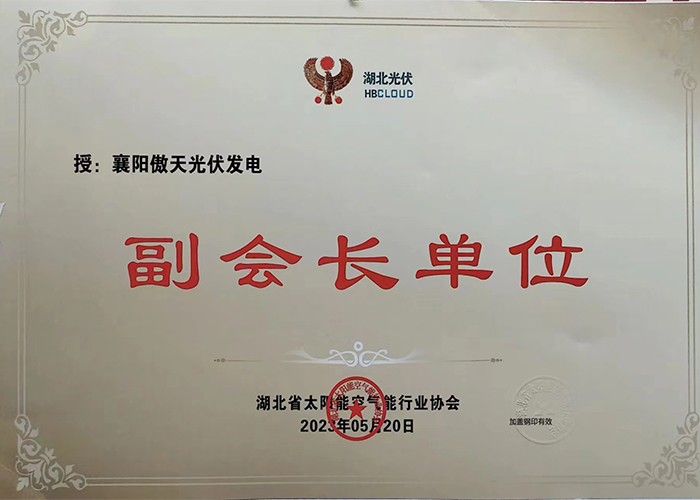 湖北光伏
HBCLOUD
授：襄阳傲天光伏发电
副会长单位
湖北省太阳能空气能行业协会
2023年05月20日
加盖钢印有效